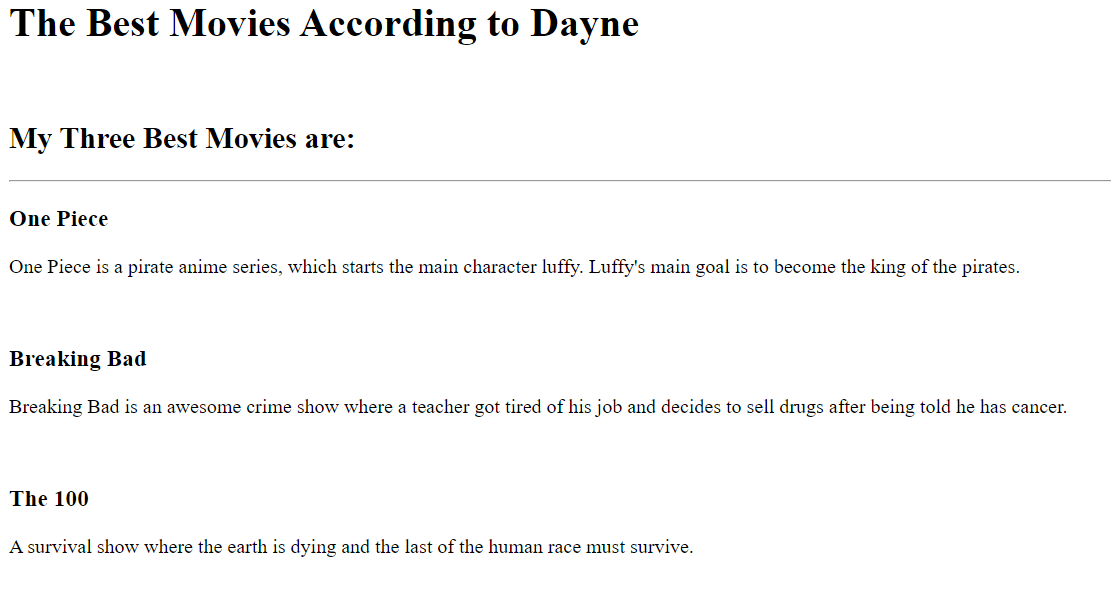 The Best Movies According to Dayne
My Three Best Movies are:
One Piece
One Piece is a pirate anime series, which starts the main character luffy. Luffy's main goal is to become the king of the pirates.
Breaking Bad
Breaking Bad is an awesome crime show where a teacher got tired of his job and decides to sell drugs after being told he has cancer.
The 100
A survival show where the earth is dying and the last of the human race must survive.